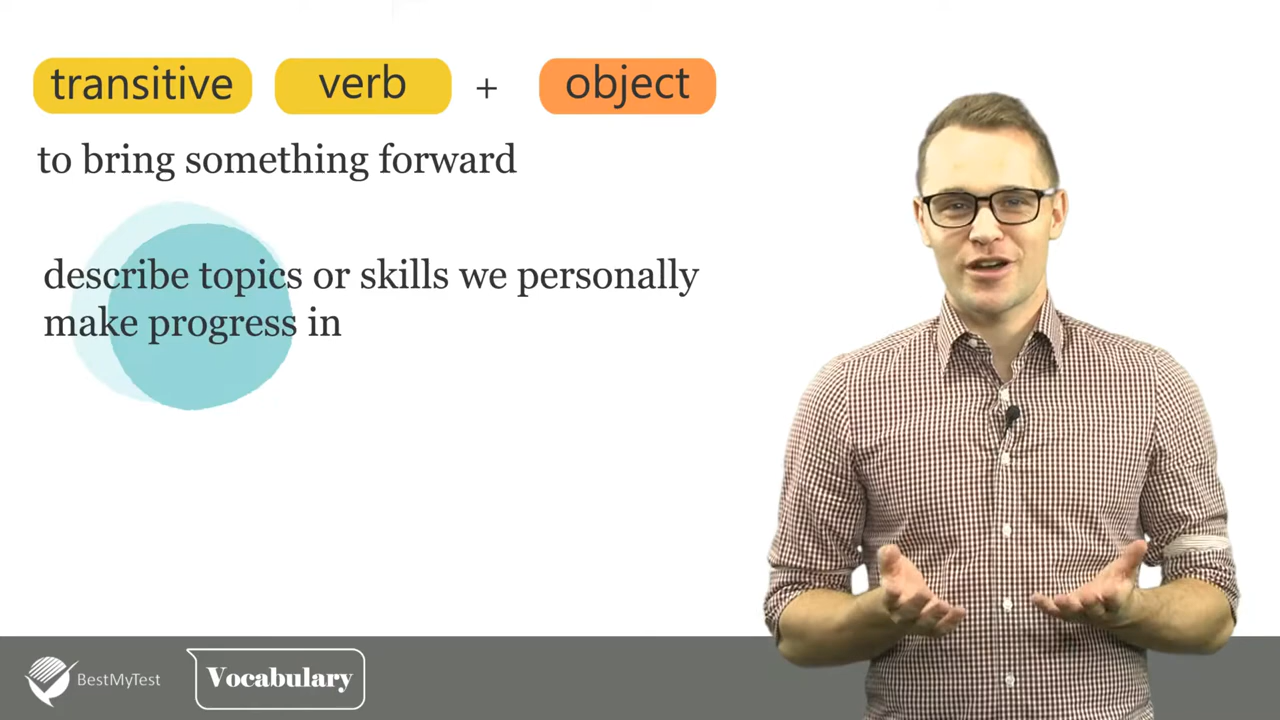 transitive verb + object
to bring something forward
describe topics or skills we personally
make progress in
BestMyTest
Vocabulary